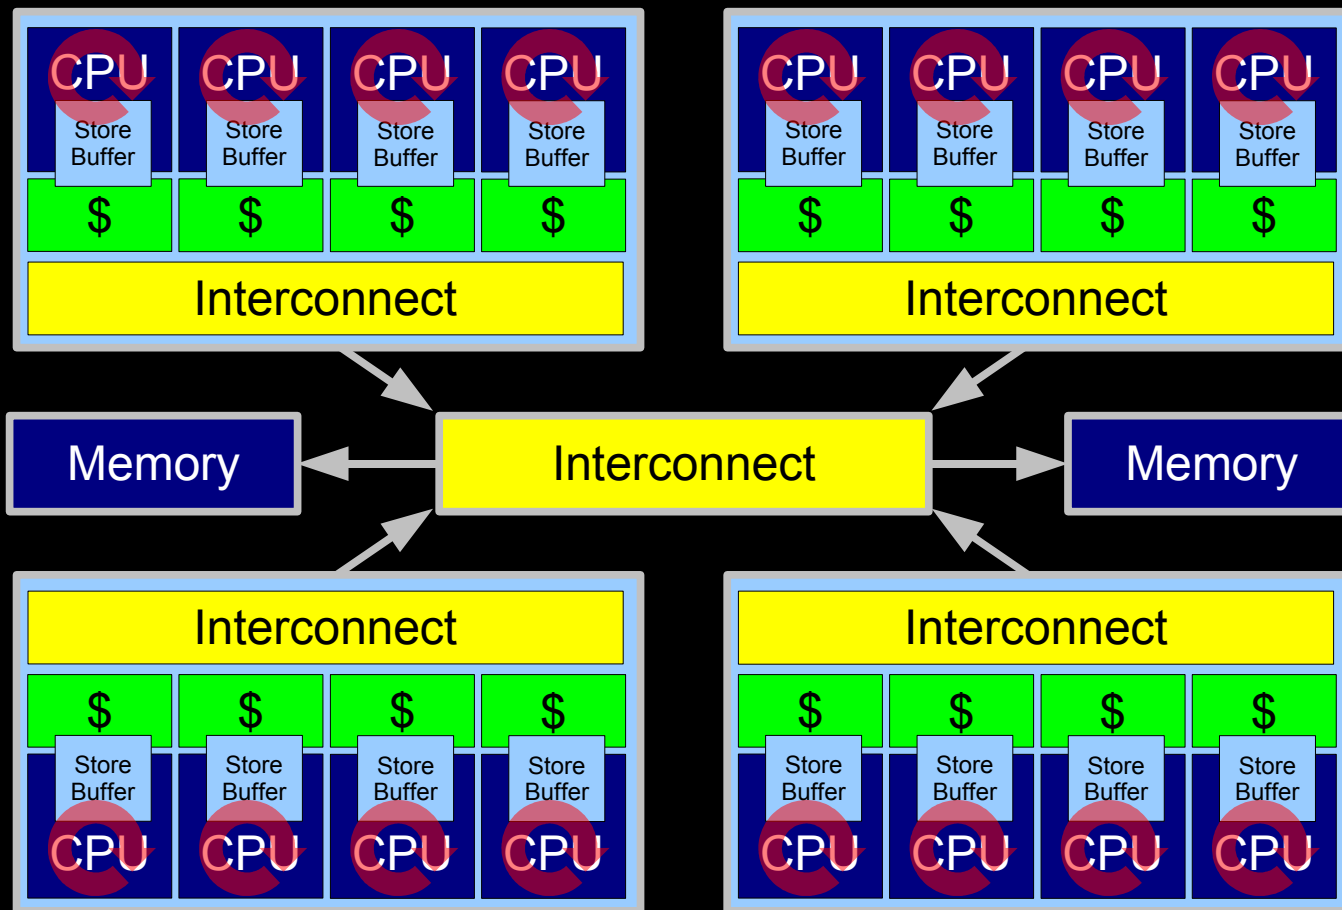 CPU CPU CPU CPU CPU CPU CPU CPU
Store Store Store Store Store Store Store Store
Buffer Buffer Buffer Buffer Buffer Buffer Buffer Buffer
$ $ $ $ $ $ $ $
Interconnect Interconnect
Memory Interconnect Memory
Interconnect Interconnect
$ $ $ $ $ $ $ $
Store Store Store Store Store Store Store Store
Buffer Buffer Buffer Buffer Buffer Buffer Buffer Buffer
CPU CPU CPU CPU CPU CPU CPU CPU